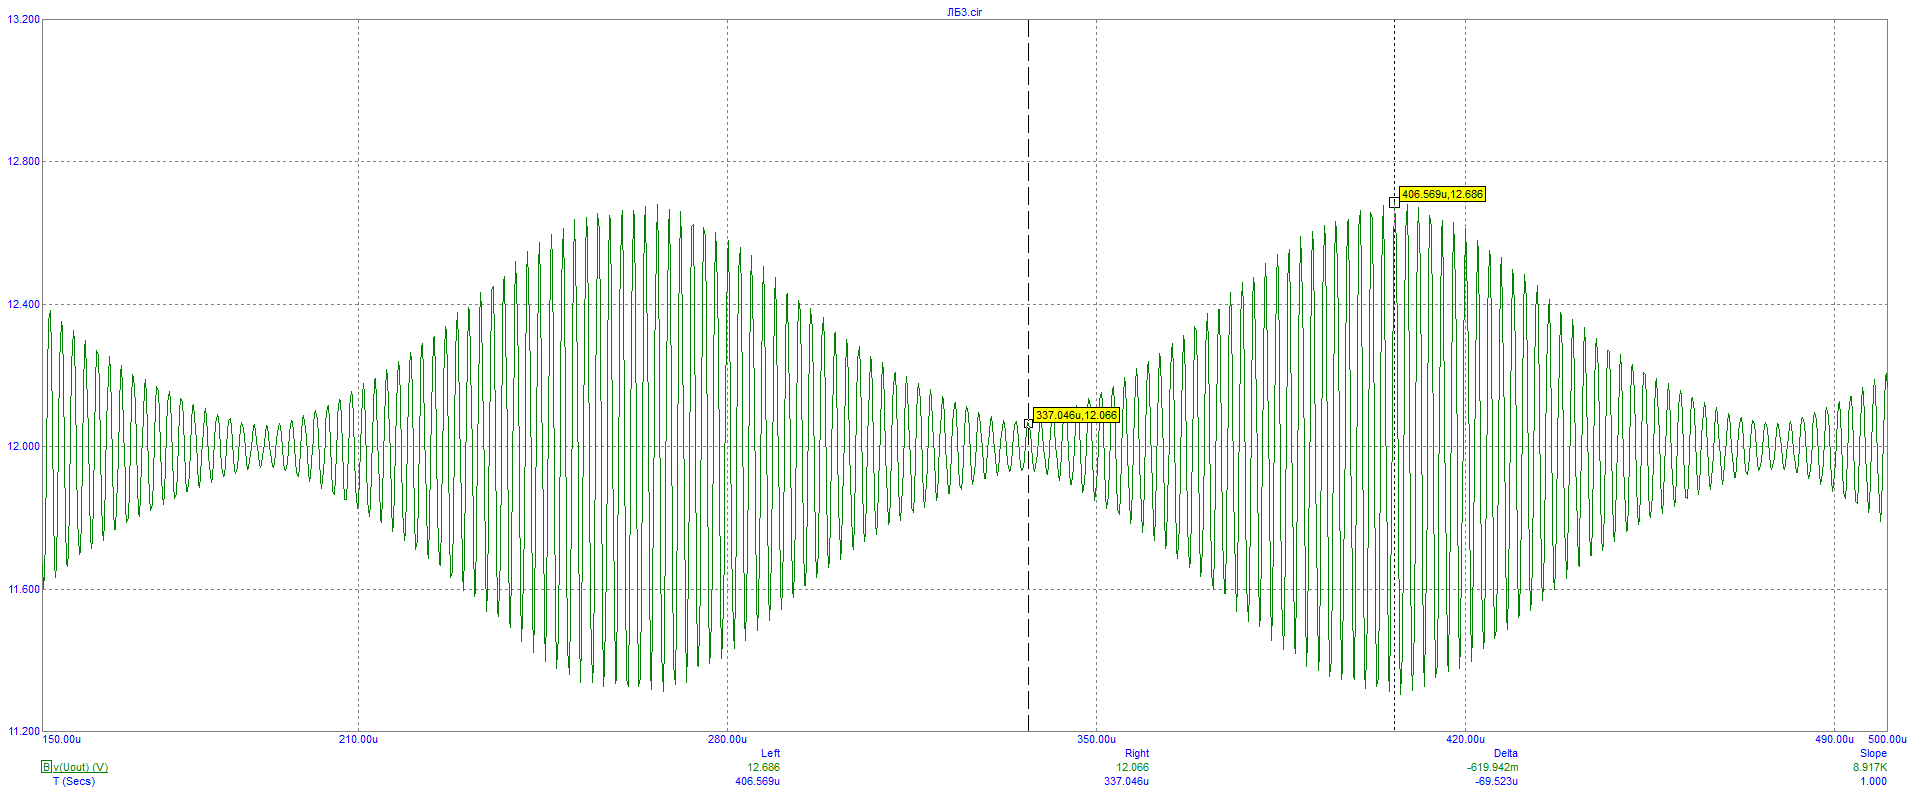 ЛБ3.cir
13.200
12.800
406.569u,12.686
12.400
337.046u,12.066
12.000
11.600
11.200
150.00u 210.00u 280.00u 350.00u 420.00u 490.00u 500.00u
Left Right Delta Slope
B v(Uout) (V) 12.686 12.066 -619.942m 8.917K
T (Secs) 406.569u 337.046u -69.523u 1.000